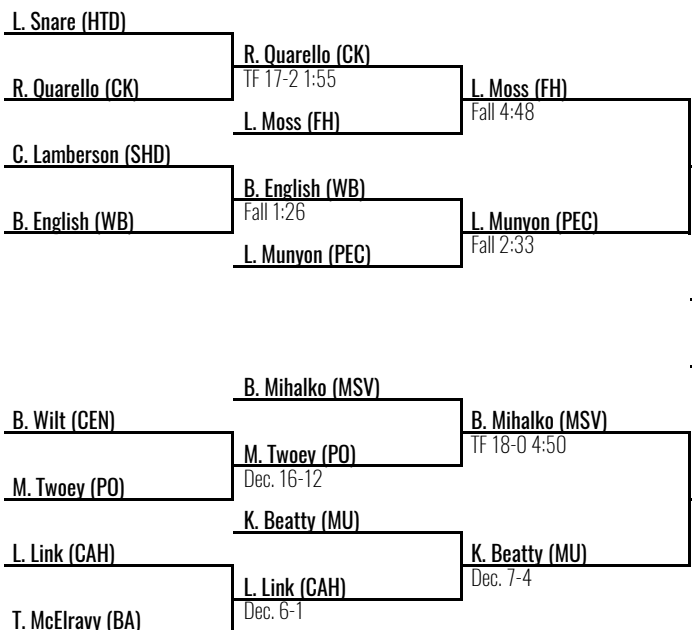 L. Snare (HTD)
R. Quarello (CK)
TF 17-2 1:55
R. Quarello (CK)
L. Moss (FH)
Fall 4:48
L. Moss (FH)
C. Lamberson (SHD)
B. English (WB)
Fall 1:26
B. English (WB)
L. Munyon (PEC)
Fall 2:33
L. Munyon (PEC)
B. Mihalko (MSV)
B. Wilt (CEN)
B. Mihalko (MSV)
TF 18-0 4:50
M. Twoey (PO)
Dec. 16-12
M. Twoey (PO)
K. Beatty (MU)
L. Link (CAH)
K. Beatty (MU)
Dec. 7-4
L. Link (CAH)
Dec. 6-1
T. McElravy (BA)